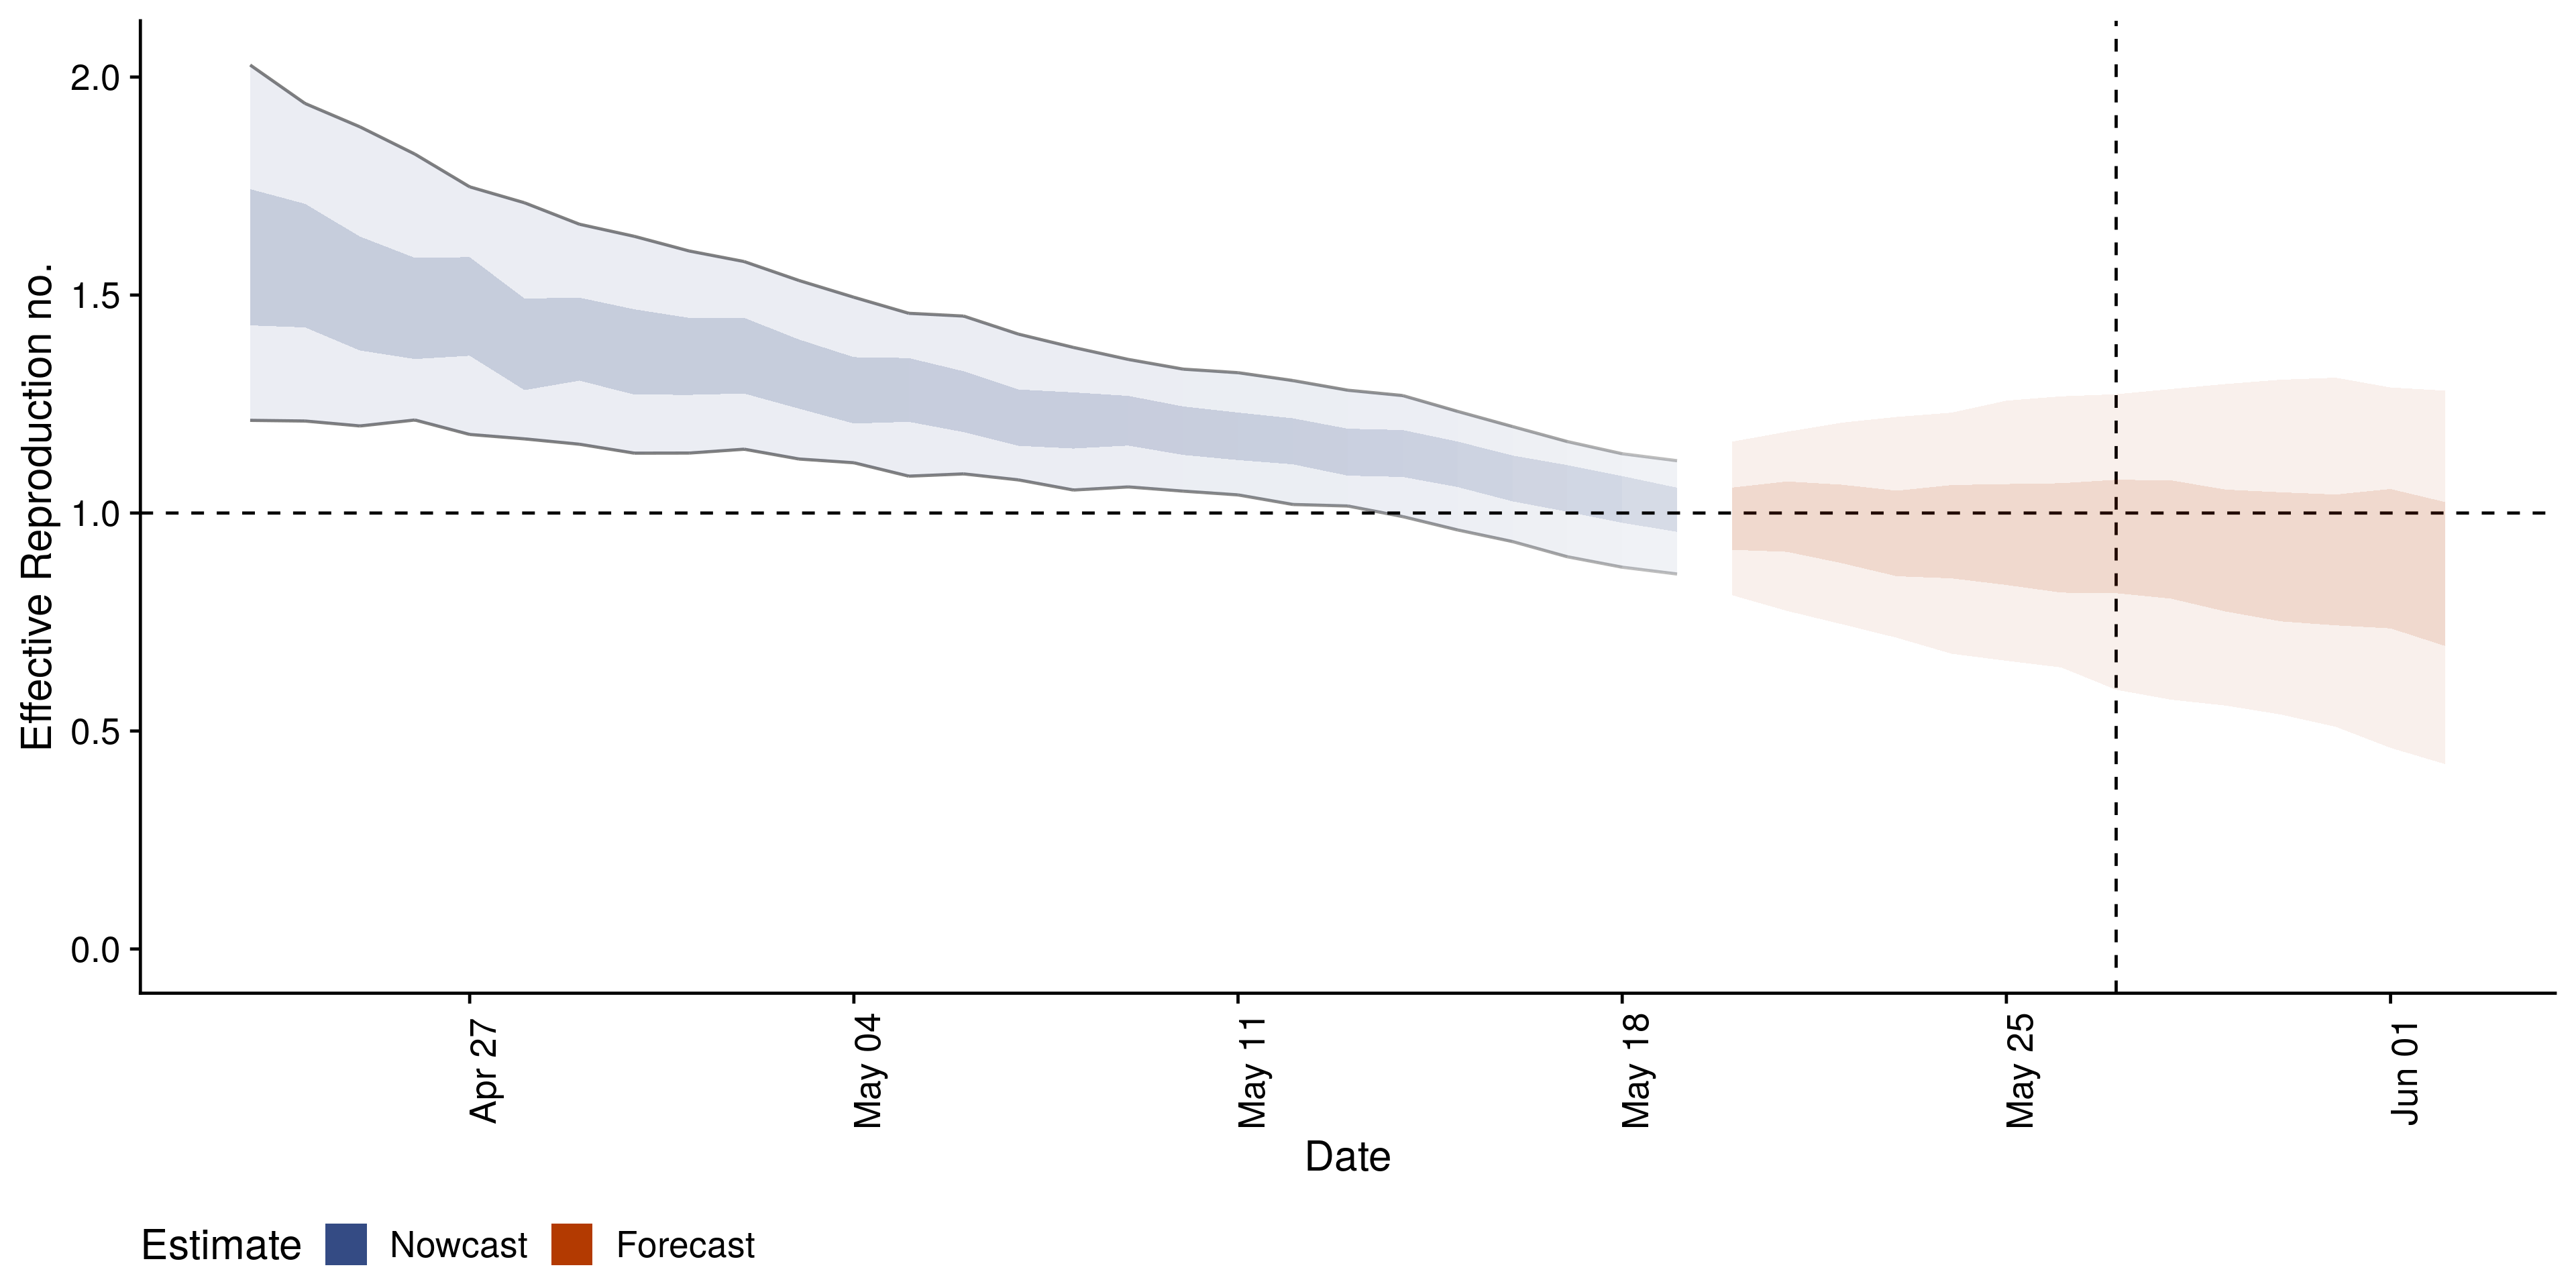 Effective Reproduction no.
2.0
1.5
1.0
0.5
0.0
Apr 27
May 04
May 11
May 18
May 25
Jun 01
Date
Estimate Nowcast Forecast